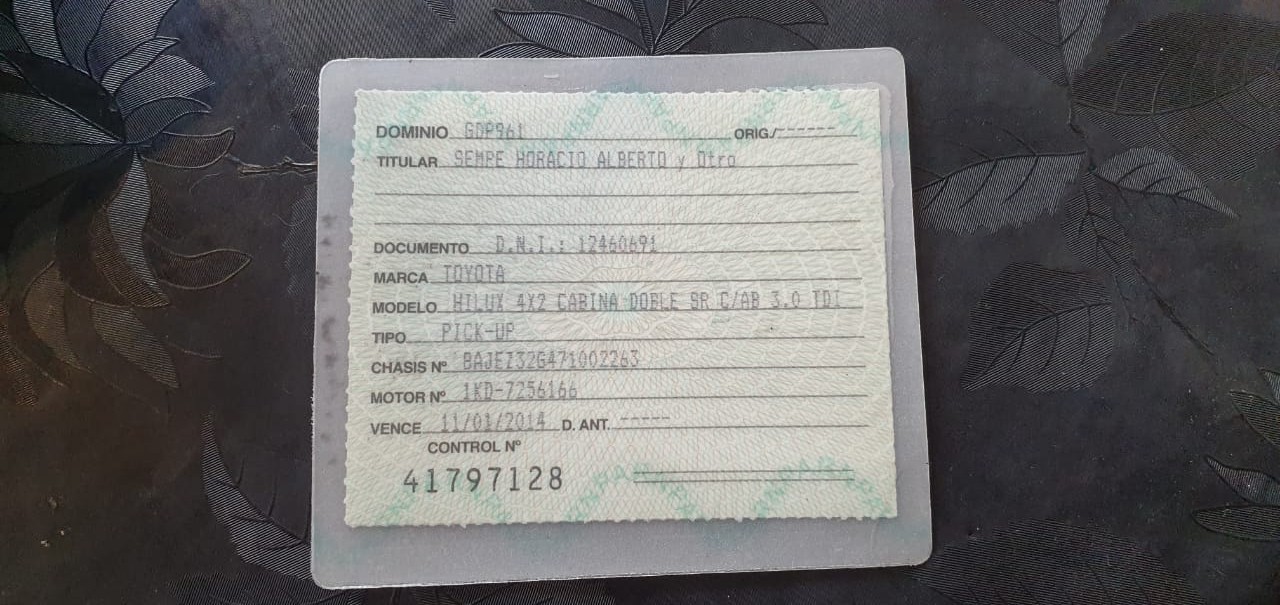 DOMINIO GDP961 ORIG./------
TITULAR SEMPE HORACIO ALBERTO y Otro
DOCUMENTO D.N.I.: 12460691
MARCA TOYOTA
MODELO HILUX 4X2 CABINA DOBLE SR C/AB 3.0 TDI
TIPO PICK-UP
CHASIS Nº 8AJEZ32G471002263
MOTOR Nº 1KD-7256166
VENCE 11/01/2014 D. ANT. -----
CONTROL Nº
41797128